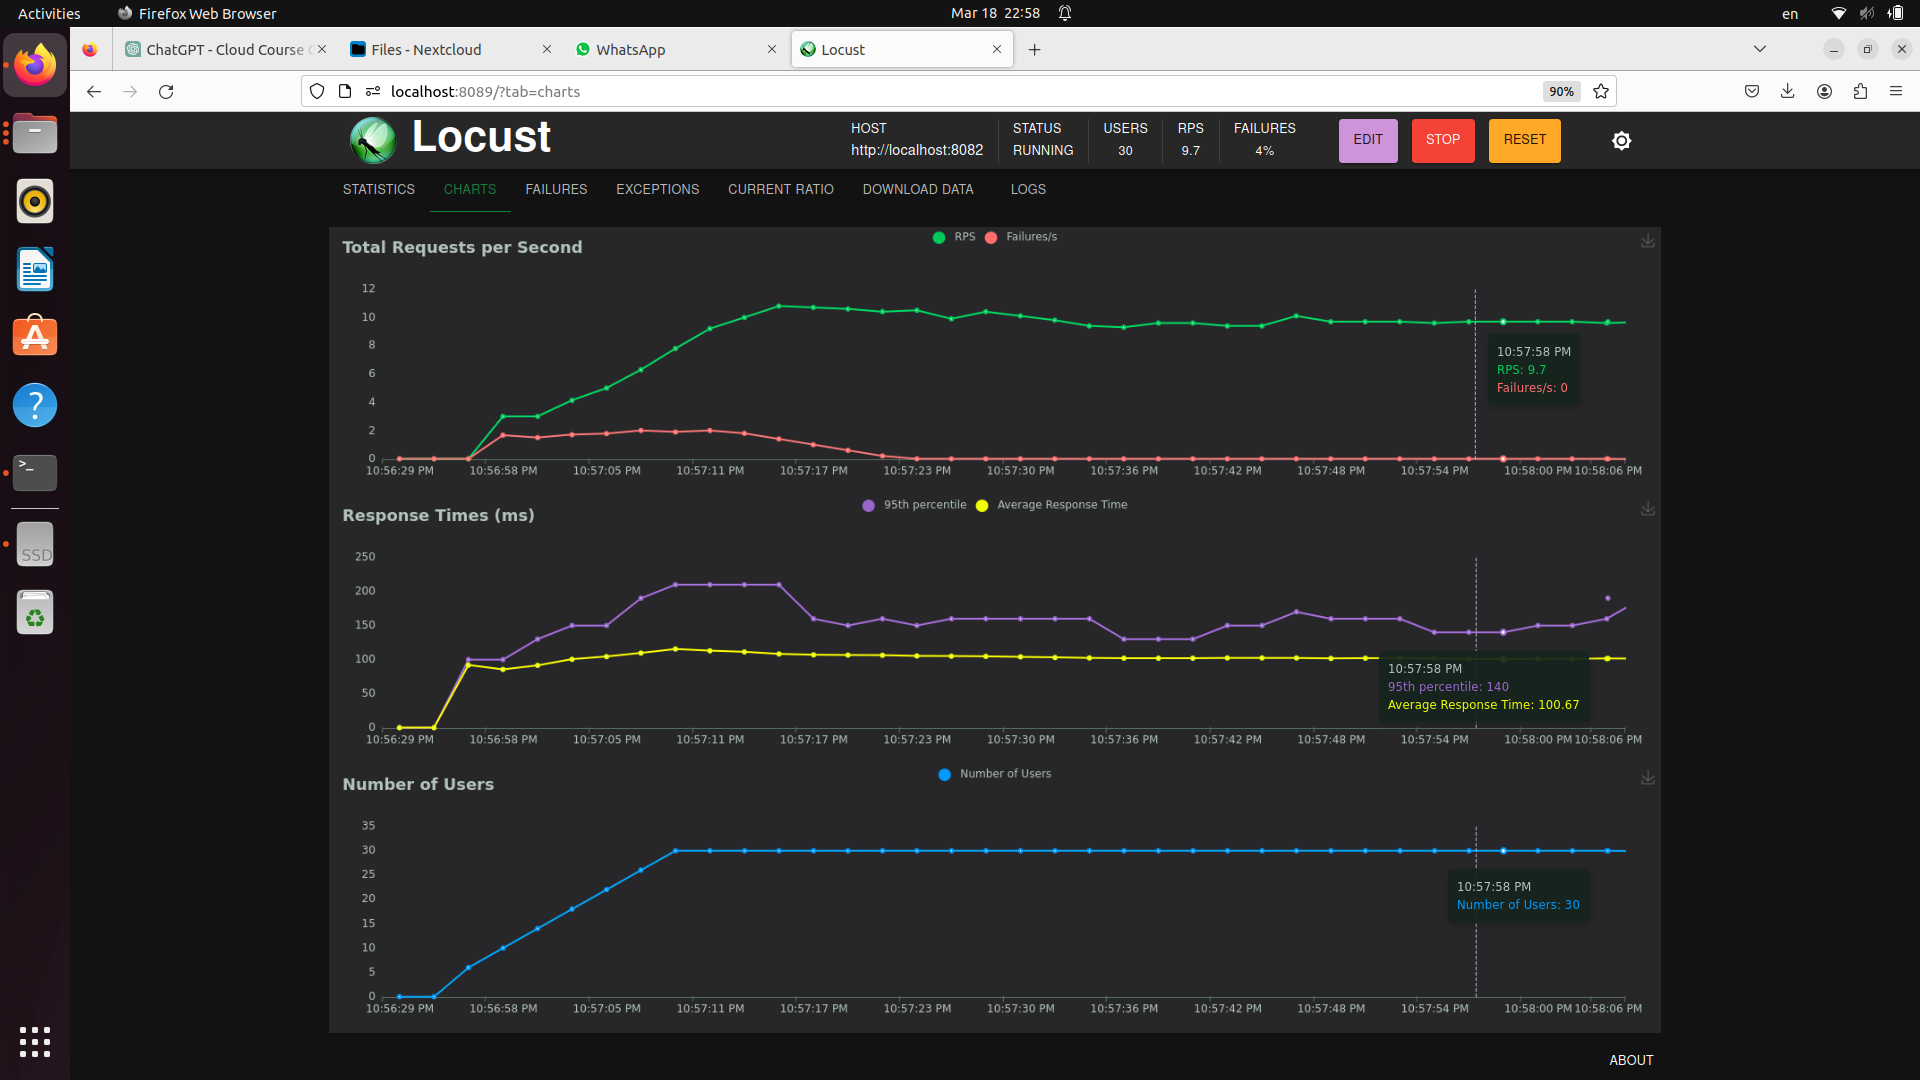 Activities
Firefox Web Browser
Mar 18 22:58
en
ChatGPT - Cloud Course
Files - Nextcloud
WhatsApp
Locust
localhost:8089/?tab=charts
90%
Locust
HOST
http://localhost:8082
STATUS
RUNNING
USERS
30
RPS
9.7
FAILURES
4%
EDIT
STOP
RESET
STATISTICS
CHARTS
FAILURES
EXCEPTIONS
CURRENT RATIO
DOWNLOAD DATA
LOGS
Total Requests per Second
RPS
Failures/s
12
10
8
6
4
2
0
10:56:29 PM
10:56:58 PM
10:57:05 PM
10:57:11 PM
10:57:17 PM
10:57:23 PM
10:57:30 PM
10:57:36 PM
10:57:42 PM
10:57:48 PM
10:57:54 PM
10:58:00 PM
10:58:06 PM
10:57:58 PM
RPS: 9.7
Failures/s: 0
Response Times (ms)
95th percentile
Average Response Time
250
200
150
100
50
0
10:56:29 PM
10:56:58 PM
10:57:05 PM
10:57:11 PM
10:57:17 PM
10:57:23 PM
10:57:30 PM
10:57:36 PM
10:57:42 PM
10:57:48 PM
10:57:54 PM
10:58:00 PM
10:58:06 PM
10:57:58 PM
95th percentile: 140
Average Response Time: 100.67
Number of Users
Number of Users
35
30
25
20
15
10
5
0
10:56:29 PM
10:56:58 PM
10:57:05 PM
10:57:11 PM
10:57:17 PM
10:57:23 PM
10:57:30 PM
10:57:36 PM
10:57:42 PM
10:57:48 PM
10:57:54 PM
10:58:00 PM
10:58:06 PM
10:57:58 PM
Number of Users: 30
SSD
ABOUT